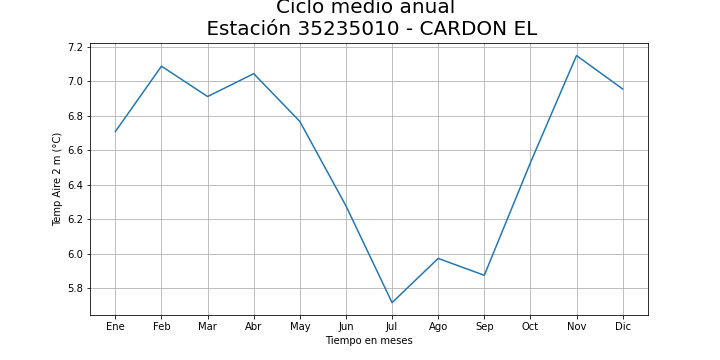 Ciclo medio anual
Estación 35235010 - CARDON EL
7.2
7.0
6.8
6.6
6.4
6.2
6.0
5.8
Temp Aire 2 m (°C)
Ene Feb Mar Abr May Jun Jul Ago Sep Oct Nov Dic
Tiempo en meses